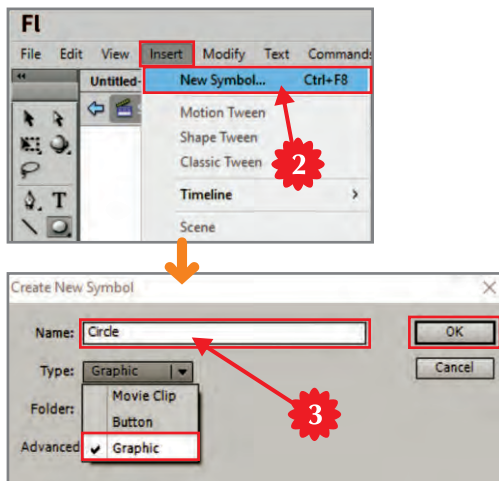 Fl
File Edit View Insert Modify Text Commands
Untitled-
New Symbol... Ctrl+F8
Motion Tween
Shape Tween
Classic Tween
2
Timeline >
Scene
T
Create New Symbol
Name: Circle
OK
Type: Graphic
Cancel
Movie Clip
Folder:
Button
3
Advanced
Graphic